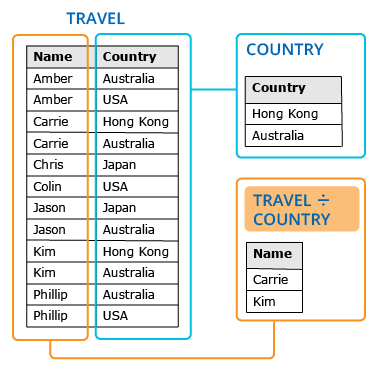 TRAVEL
Name Country
Amber Australia
Amber USA
Carrie Hong Kong
Carrie Australia
Chris Japan
Colin USA
Jason Japan
Jason Australia
Kim Hong Kong
Kim Australia
Phillip Australia
Phillip USA
COUNTRY
Country
Hong Kong
Australia
TRAVEL ÷
COUNTRY
Name
Carrie
Kim